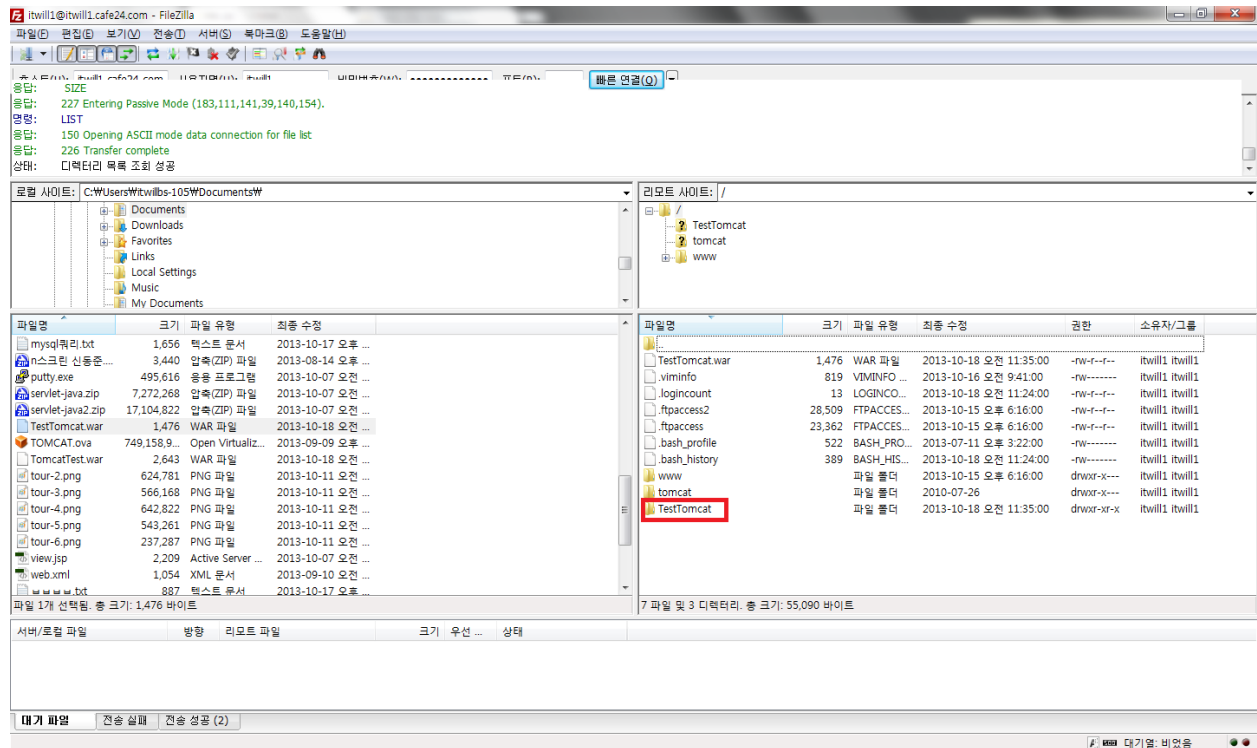 itwill1@itwill1.cafe24.com - FileZilla
파일(F) 편집(E) 보기(V) 전송(T) 서버(S) 북마크(B) 도움말(H)
빠른 연결(Q)
응답: SIZE
응답: 227 Entering Passive Mode (183,111,141,39,140,154).
명령: LIST
응답: 150 Opening ASCII mode data connection for file list
응답: 226 Transfer complete
상태: 디렉터리 목록 조회 성공
로컬 사이트: C:₩Users₩itwillbs-105₩Documents₩
Documents
Downloads
Favorites
Links
Local Settings
Music
My Documents
리모트 사이트: /
/
TestTomcat
tomcat
www
파일명 크기 파일 유형 최종 수정
mysql쿼리.txt 1,656 텍스트 문서 2013-10-17 오후 ...
n스크린 신동준.... 3,440 압축(ZIP) 파일 2013-08-14 오후 ...
putty.exe 495,616 응용 프로그램 2013-10-07 오전 ...
servlet-java.zip 7,272,268 압축(ZIP) 파일 2013-10-07 오전 ...
servlet-java2.zip 17,104,822 압축(ZIP) 파일 2013-10-07 오전 ...
TestTomcat.war 1,476 WAR 파일 2013-10-18 오전 ...
TOMCAT.ova 749,158,9... Open Virtualiz... 2013-09-09 오후 ...
TomcatTest.war 2,643 WAR 파일 2013-10-18 오전 ...
tour-2.png 624,781 PNG 파일 2013-10-11 오전 ...
tour-3.png 566,168 PNG 파일 2013-10-11 오전 ...
tour-4.png 642,822 PNG 파일 2013-10-11 오전 ...
tour-5.png 543,261 PNG 파일 2013-10-11 오전 ...
tour-6.png 237,287 PNG 파일 2013-10-11 오전 ...
view.jsp 2,209 Active Server ... 2013-10-07 오전 ...
web.xml 1,054 XML 문서 2013-09-10 오전 ...
ㅂㅂㅂㅂ.txt 887 텍스트 문서 2013-10-17 오후 ...
파일 1개 선택됨. 총 크기: 1,476 바이트
파일명 크기 파일 유형 최종 수정 권한 소유자/그룹
..
TestTomcat.war 1,476 WAR 파일 2013-10-18 오전 11:35:00 -rw-r--r-- itwill1 itwill1
.viminfo 819 VIMINFO ... 2013-10-16 오전 9:41:00 -rw------- itwill1 itwill1
.logincount 13 LOGINCO... 2013-10-18 오전 11:24:00 -rw-r--r-- itwill1 itwill1
.ftpaccess2 28,509 FTPACCES... 2013-10-15 오후 6:16:00 -rw-r--r-- itwill1 itwill1
.ftpaccess 23,362 FTPACCES... 2013-10-15 오후 6:16:00 -rw-r--r-- itwill1 itwill1
.bash_profile 522 BASH_PRO... 2013-07-11 오후 3:22:00 -rw------- itwill1 itwill1
.bash_history 389 BASH_HIS... 2013-10-18 오전 11:24:00 -rw------- itwill1 itwill1
www 파일 폴더 2013-10-15 오후 6:16:00 drwxr-x--- itwill1 itwill1
tomcat 파일 폴더 2010-07-26 drwxr-x--- itwill1 itwill1
TestTomcat 파일 폴더 2013-10-18 오전 11:35:00 drwxr-xr-x itwill1 itwill1
7 파일 및 3 디렉터리. 총 크기: 55,090 바이트
서버/로컬 파일 방향 리모트 파일 크기 우선 ... 상태
대기 파일 전송 실패 전송 성공 (2)
대기열: 비었음